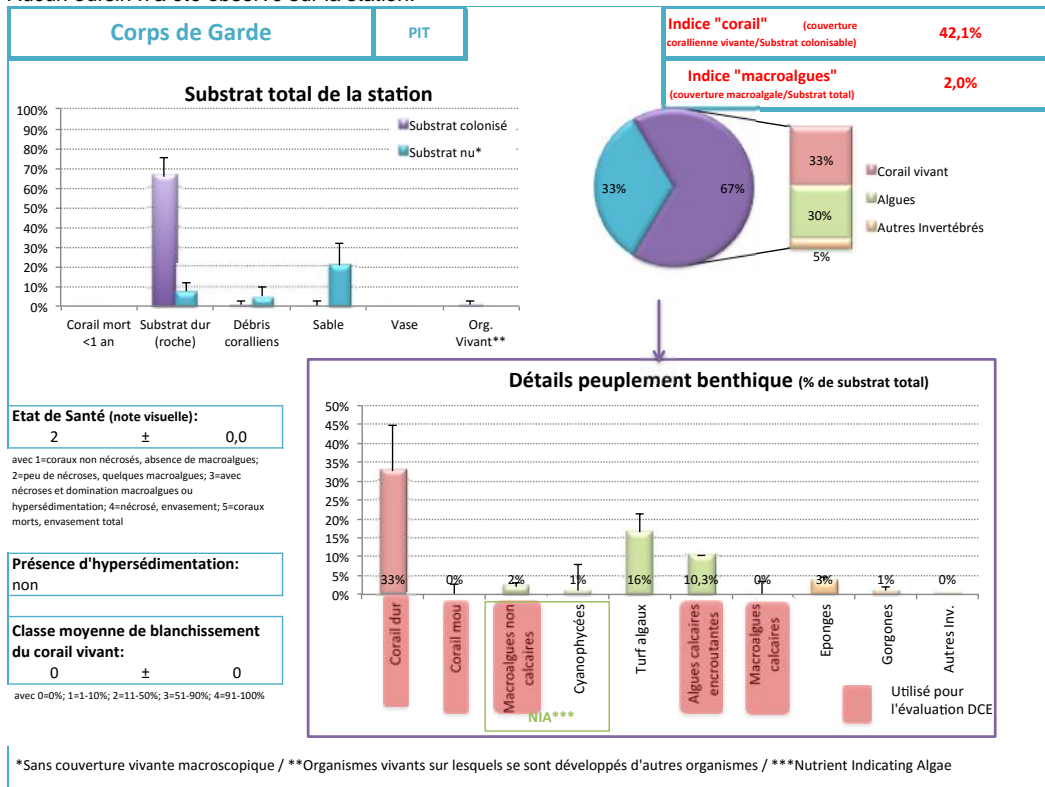 Corps de Garde
PIT
Indice "corail" (couverture
corallienne vivante/Substrat colonisable)
42,1%
Indice "macroalgues"
(couverture macroalgale/Substrat total)
2,0%
Substrat total de la station
100%
90%
80%
70%
60%
50%
40%
30%
20%
10%
0%
Substrat colonisé
Substrat nu*
Corail mort
<1 an
Substrat dur
(roche)
Débris
coralliens
Sable
Vase
Org.
Vivant**
33%
67%
33%
30%
5%
Corail vivant
Algues
Autres Invertébrés
Etat de Santé (note visuelle):
2 ± 0,0
avec 1=coraux non nécrosés, absence de macroalgues;
2=peu de nécroses, quelques macroalgues; 3=avec
nécroses et domination macroalgues ou
hypersédimentation; 4=nécrosé, envasement; 5=coraux
morts, envasement total
Présence d'hypersédimentation:
non
Classe moyenne de blanchissement
du corail vivant:
0 ± 0
avec 0=0%; 1=1-10%; 2=11-50%; 3=51-90%; 4=91-100%
Détails peuplement benthique (% de substrat total)
50%
45%
40%
35%
30%
25%
20%
15%
10%
5%
0%
33%
0%
2%
1%
16%
10,3%
0%
3%
1%
0%
Corail dur
Corail mou
Macroalgues non
calcaires
Cyanophycées
Turf algaux
Algues calcaires
encroutantes
Macroalgues
calcaires
Eponges
Gorgones
Autres Inv.
NIA***
Utilisé pour
l'évaluation DCE
*Sans couverture vivante macroscopique / **Organismes vivants sur lesquels se sont développés d'autres organismes / ***Nutrient Indicating Algae